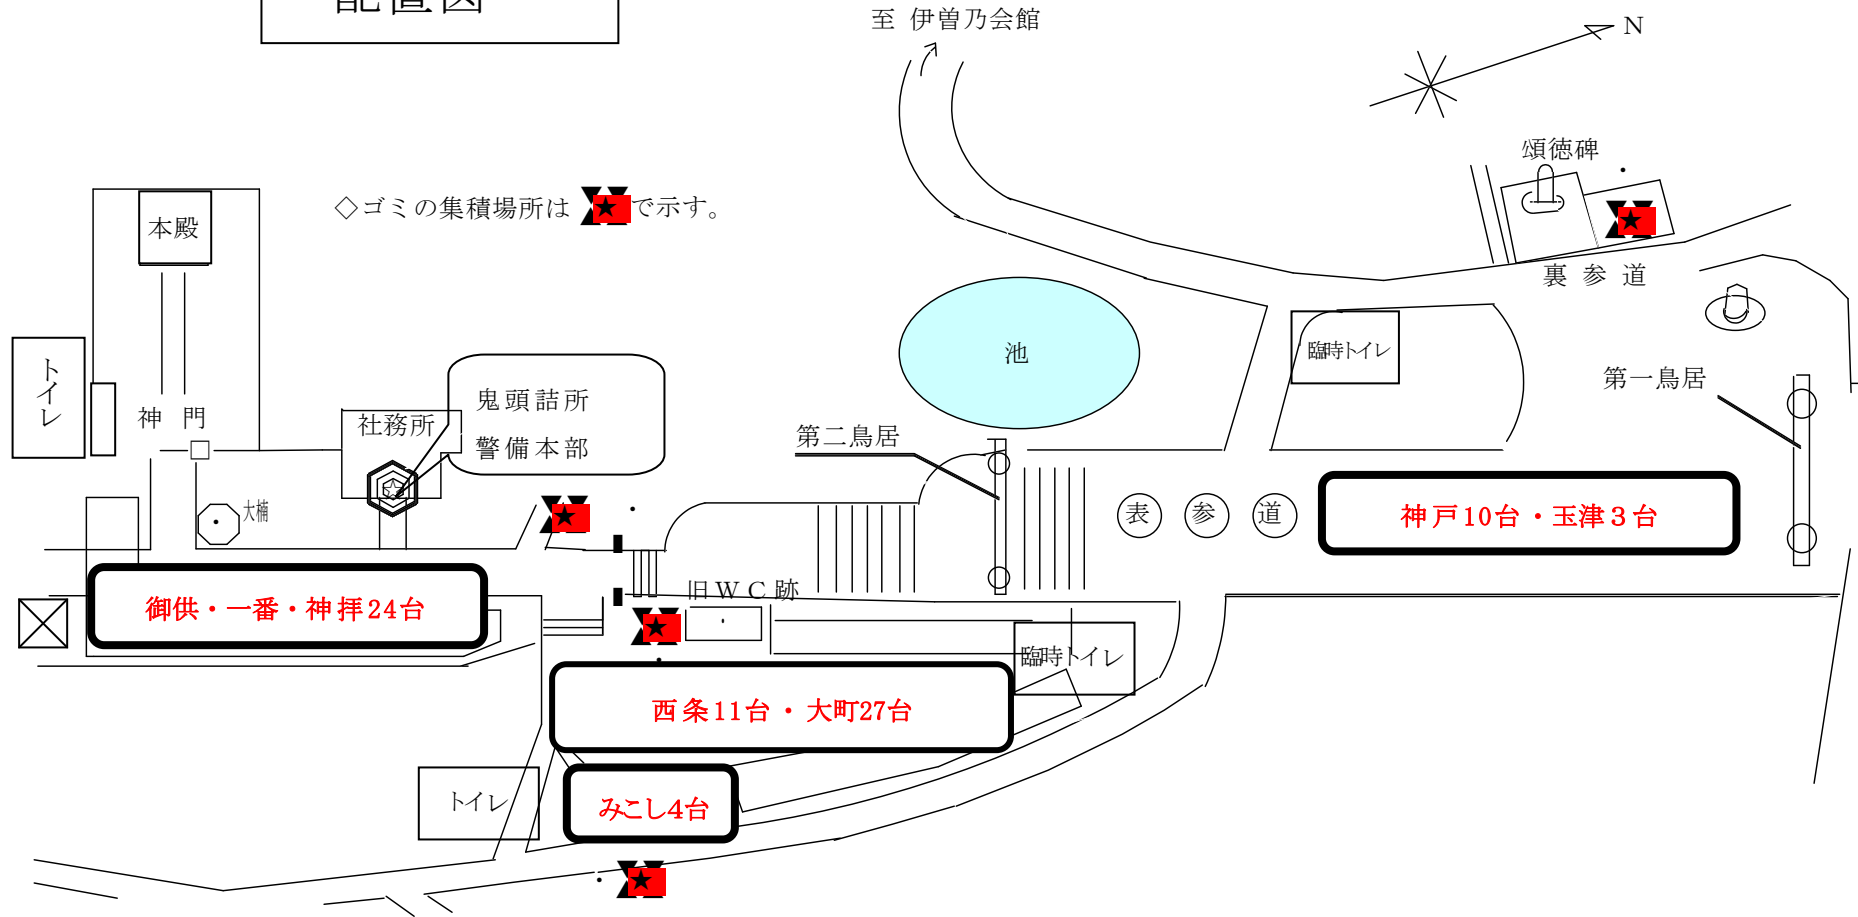 配置図
至 伊曽乃会館
N
頌徳碑
◇ゴミの集積場所は
で示す。
本殿
裏 参 道
池
臨時トイレ
トイレ
第一鳥居
神 門
社務所
鬼頭詰所
警備本部
第二鳥居
大楠
表 参 道
神戸10台・玉津３台
旧ＷＣ跡
御供・一番・神拝24台
臨時トイレ
西条11台・大町27台
トイレ
みこし4台